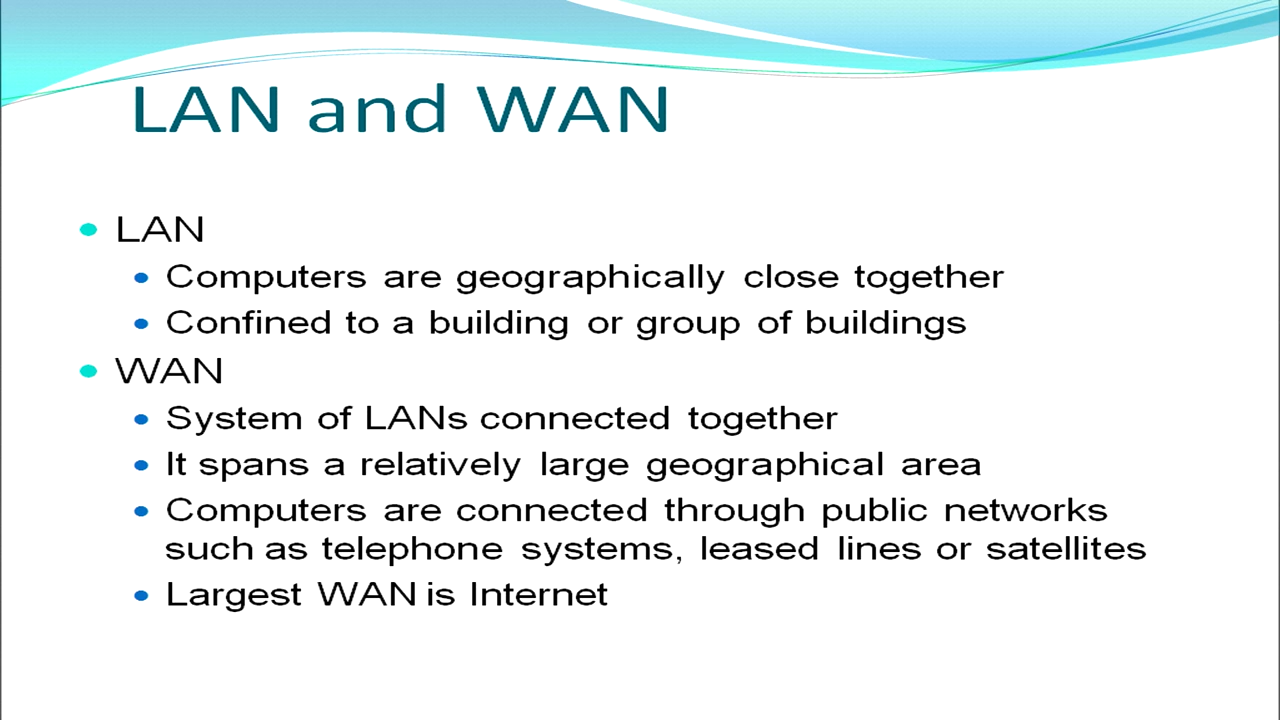 LAN and WAN
LAN
Computers are geographically close together
Confined to a building or group of buildings
WAN
System of LANs connected together
It spans a relatively large geographical area
Computers are connected through public networks
such as telephone systems, leased lines or satellites
Largest WAN is Internet